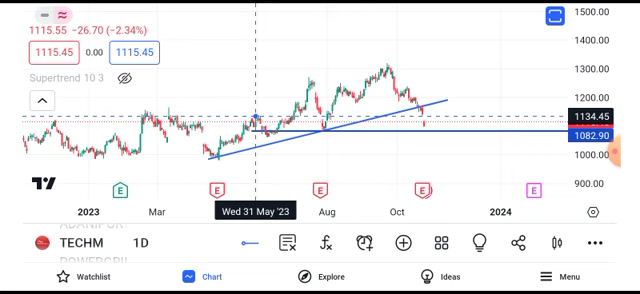 1500.00
1115.55 −26.70 (−2.34%)
1400.00
1115.45 0.00 1115.45
Supertrend 10 3
1300.00
1200.00
1134.45
1082.90
1000.00
900.00
E E E E E
2023 Mar Wed 31 May '23 Aug Oct 2024
ADANIPORT
TECHM 1D
POWERGRID
Watchlist Chart Explore Ideas Menu